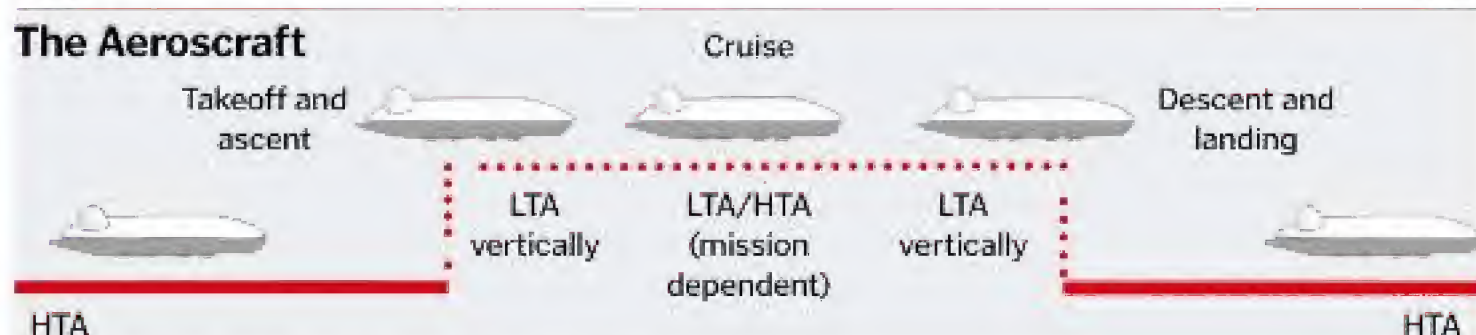 The Aeroscraft
Cruise
Takeoff and
ascent
Descent and
landing
LTA
vertically
LTA/HTA
(mission
dependent)
LTA
vertically
HTA
HTA